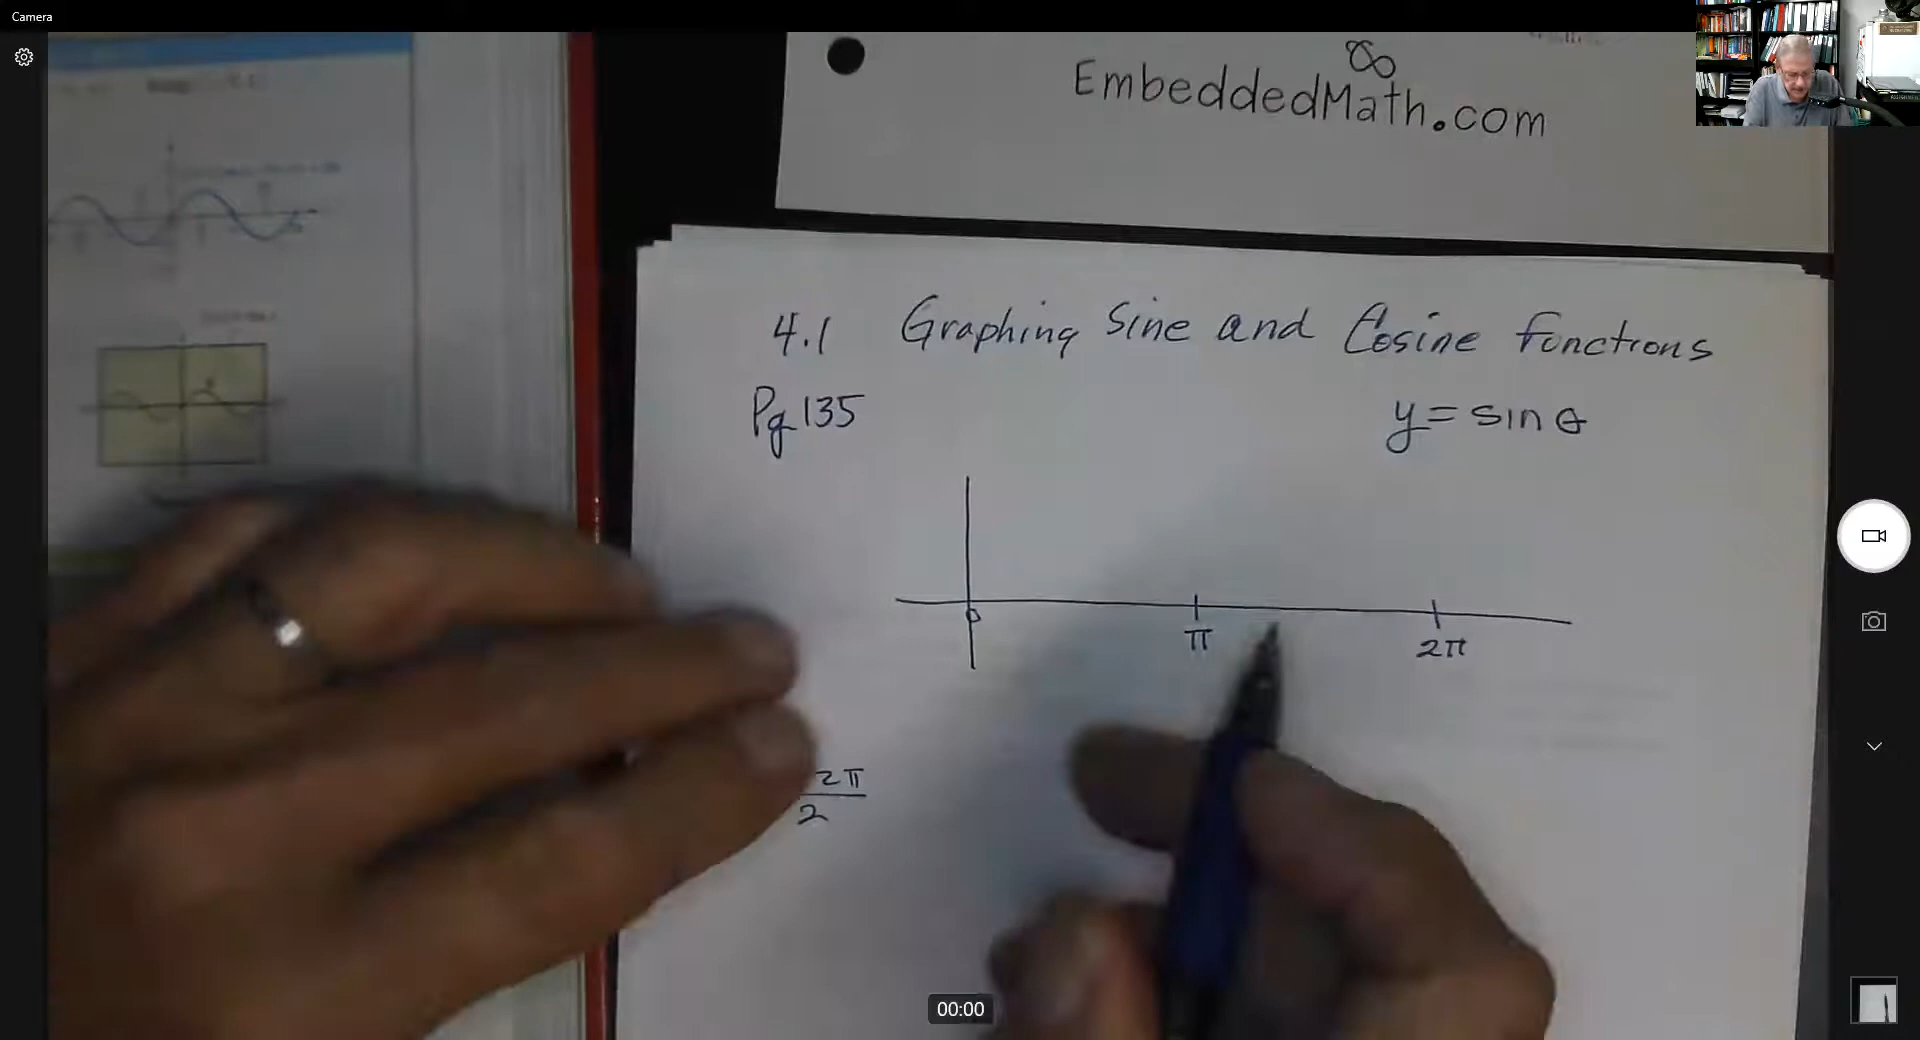 Camera
∞
EmbeddedMath.com
4.1 Graphing Sine and Cosine Functions
Pg 135
y = sin θ
0
π
2π
2π
2
00:00